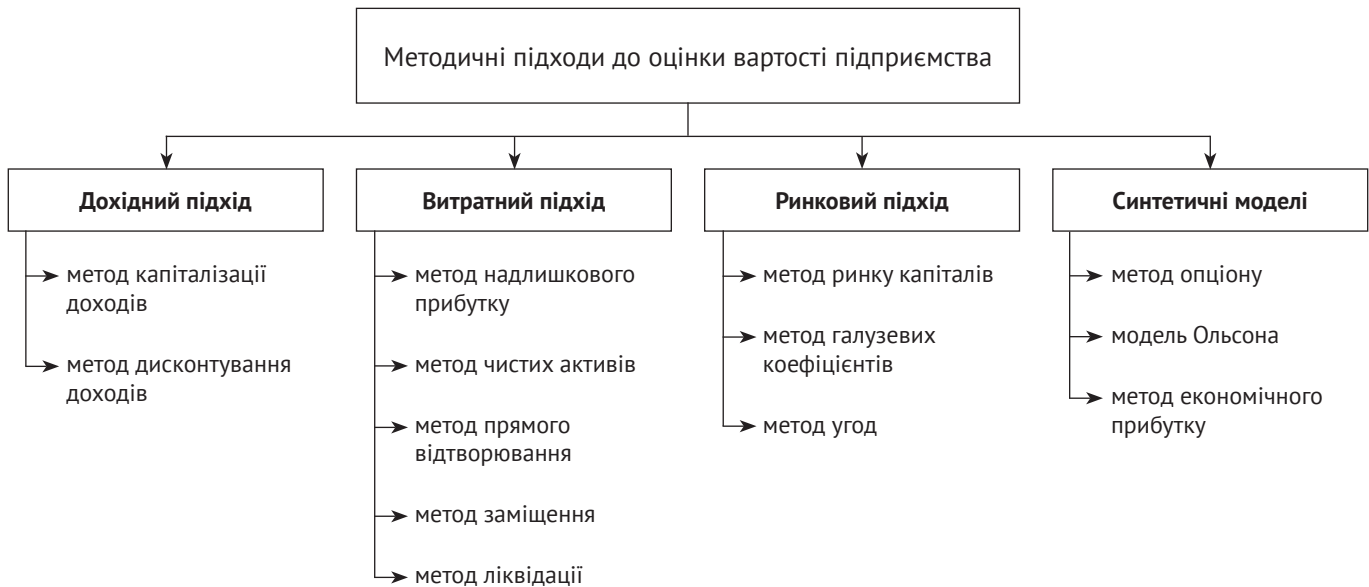 Методичні підходи до оцінки вартості підприємства
Дохідний підхід
метод капіталізації
доходів
метод дисконтування
доходів
Витратний підхід
метод надлишкового
прибутку
метод чистих активів
метод прямого
відтворювання
метод заміщення
метод ліквідації
Ринковий підхід
метод ринку капіталів
метод галузевих
коефіцієнтів
метод угод
Синтетичні моделі
метод опціону
модель Ольсона
метод економічного
прибутку